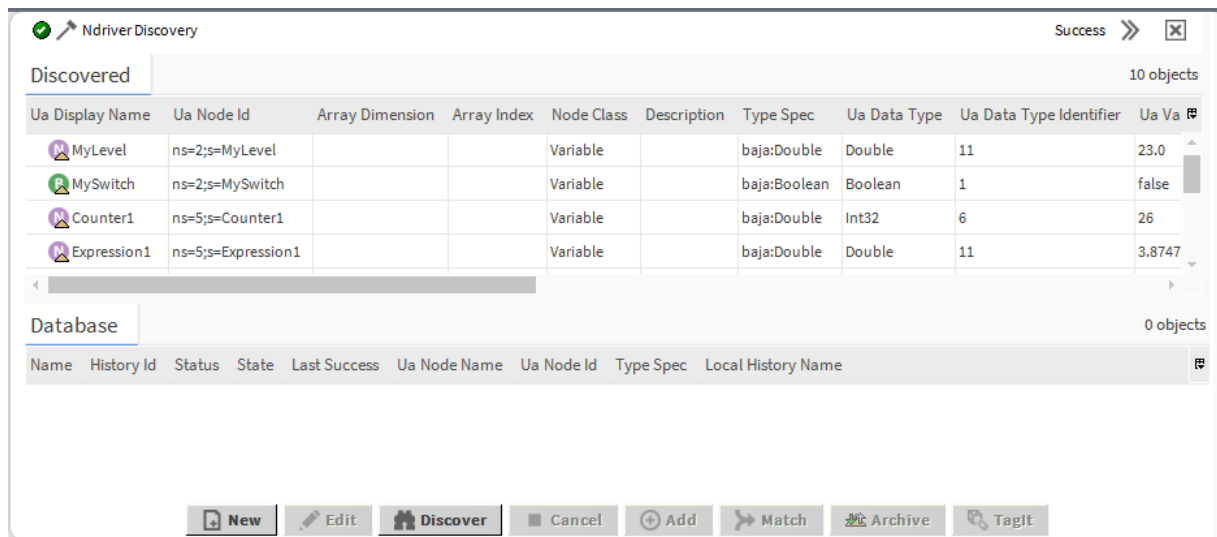 Ndriver Discovery Success
Discovered 10 objects
Ua Display Name Ua Node Id Array Dimension Array Index Node Class Description Type Spec Ua Data Type Ua Data Type Identifier Ua Va
MyLevel ns=2;s=MyLevel Variable baja:Double Double 11 23.0
MySwitch ns=2;s=MySwitch Variable baja:Boolean Boolean 1 false
Counter1 ns=5;s=Counter1 Variable baja:Double Int32 6 26
Expression1 ns=5;s=Expression1 Variable baja:Double Double 11 3.8747
Database 0 objects
Name History Id Status State Last Success Ua Node Name Ua Node Id Type Spec Local History Name
New Edit Discover Cancel Add Match Archive TagIt